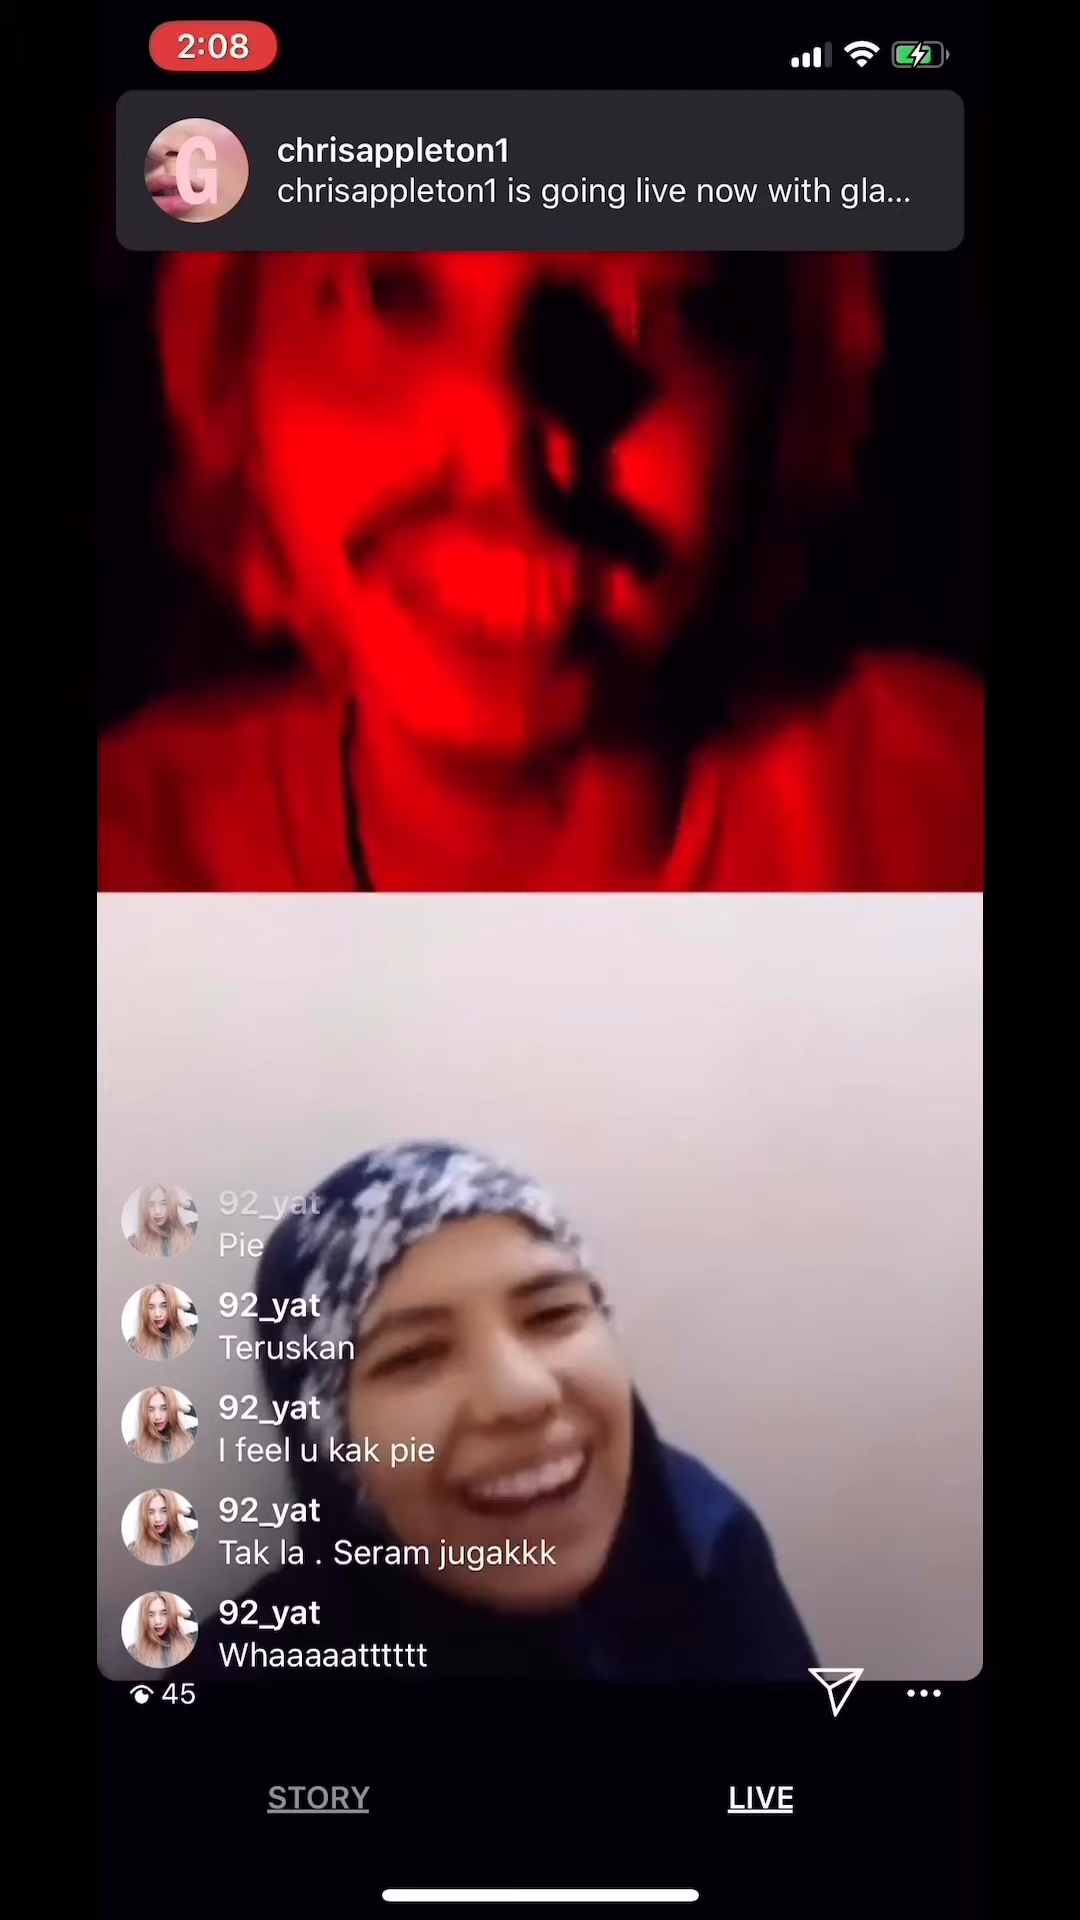 2:08
chrisappleton1
chrisappleton1 is going live now with gla...
G
92_yat
Pie
92_yat
Teruskan
92_yat
I feel u kak pie
92_yat
Tak la . Seram jugakkk
92_yat
Whaaaaatttttt
45
STORY
LIVE